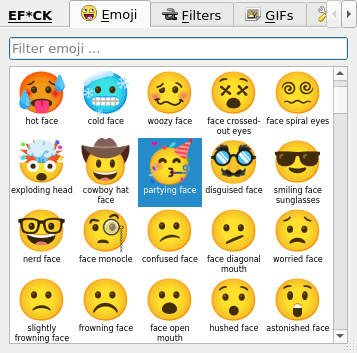 EF*CK Emoji Filters GIFs
Filter emoji ...
hot face cold face woozy face face crossed-out eyes face spiral eyes
exploding head cowboy hat face partying face disguised face smiling face sunglasses
nerd face face monocle confused face face diagonal mouth worried face
slightly frowning face frowning face face open mouth hushed face astonished face